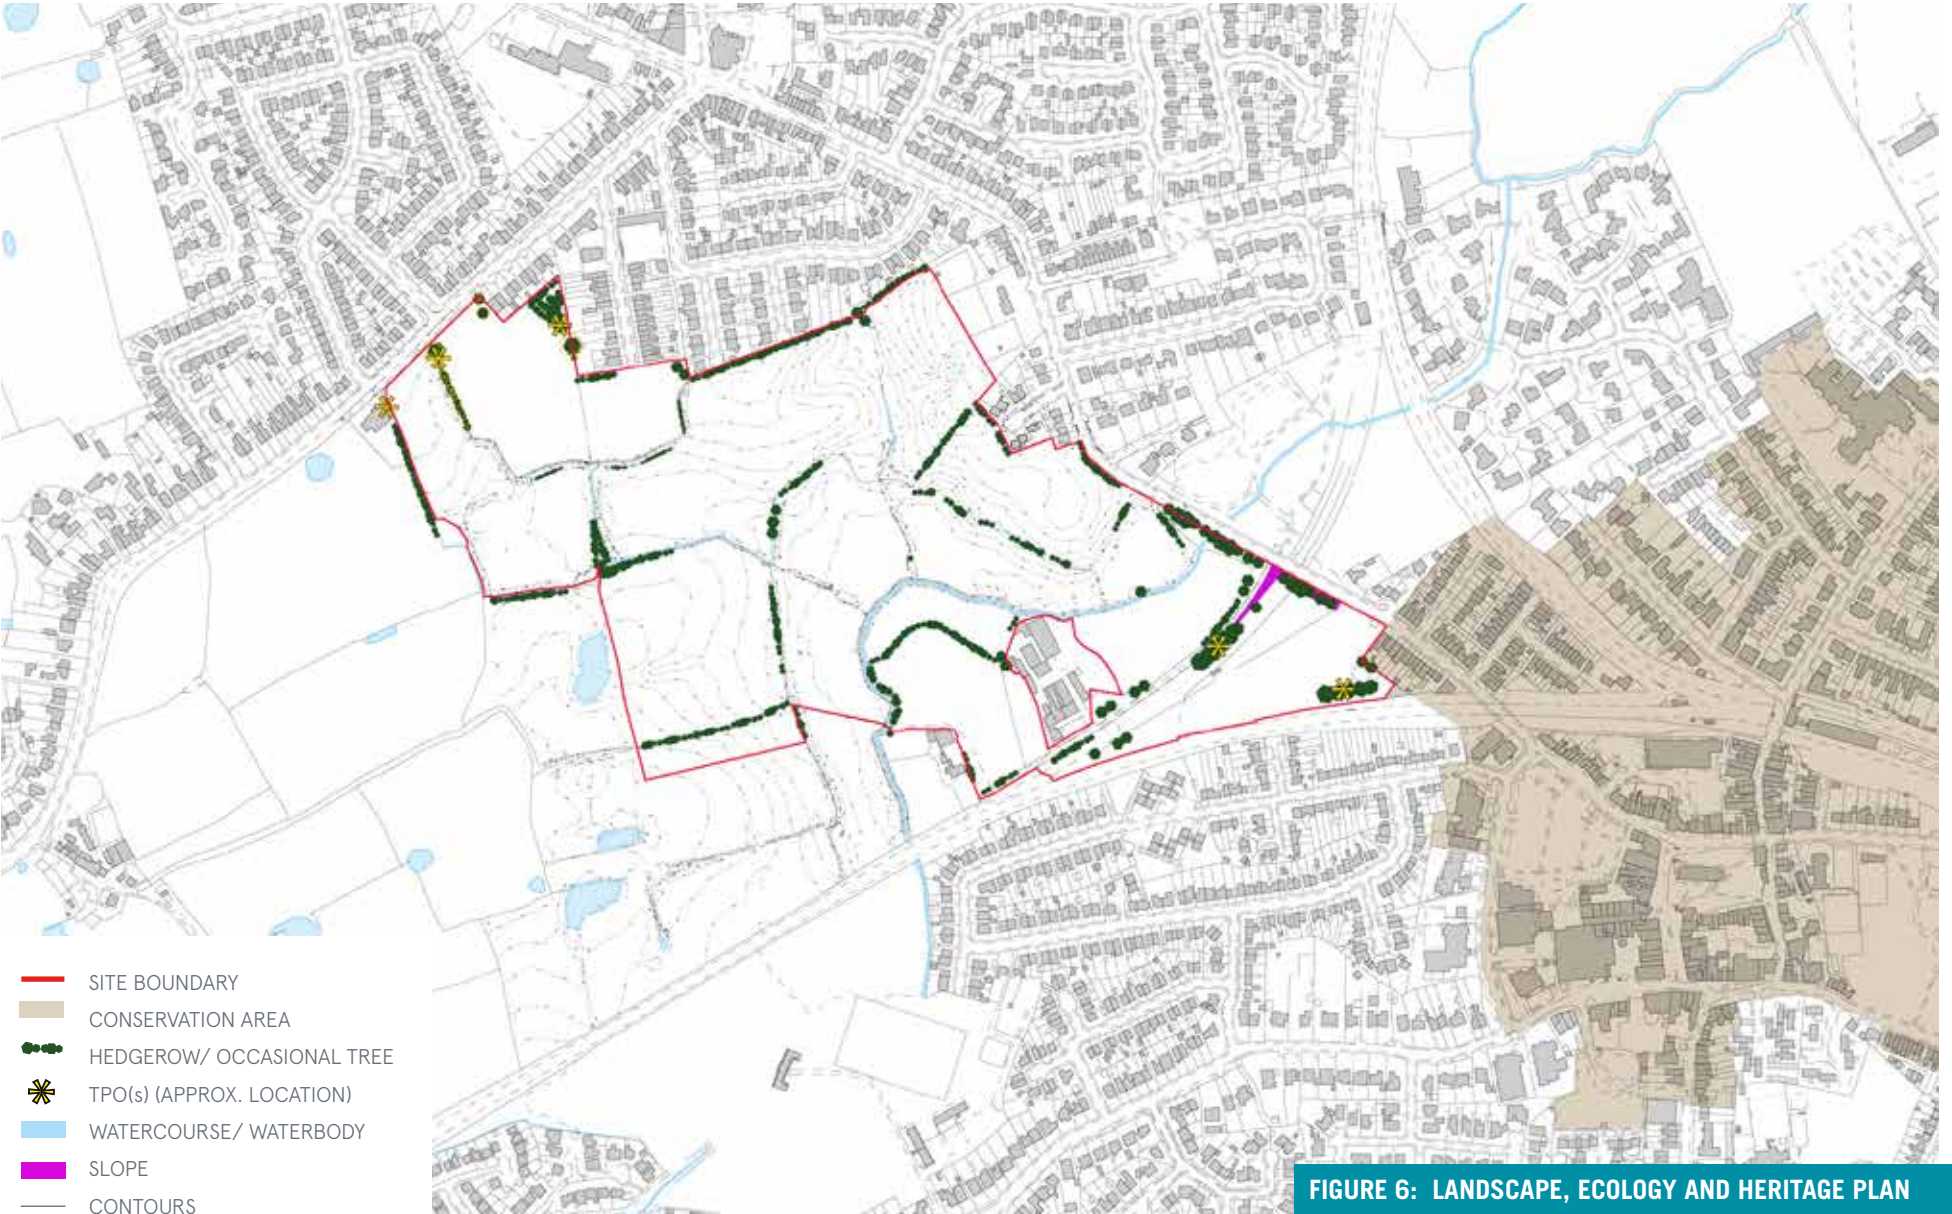 SITE BOUNDARY
CONSERVATION AREA
HEDGEROW/ OCCASIONAL TREE
TPO(s) (APPROX. LOCATION)
WATERCOURSE/ WATERBODY
SLOPE
CONTOURS
FIGURE 6: LANDSCAPE, ECOLOGY AND HERITAGE PLAN